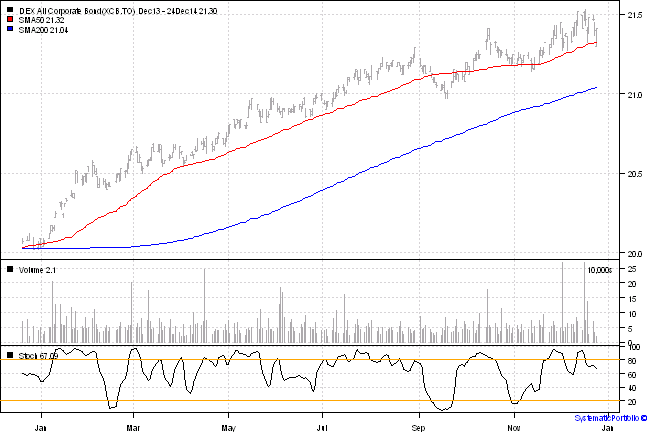 DEX All Corporate Bond(XCB.TO) Dec13 - 24Dec14 21.30
SMA50 21.32
SMA200 21.04
21.5
21.0
20.5
20.0
Volume 2.1
10,000s
25
20
15
10
5
0
Stoch 67.09
100
80
60
40
20
Jan Mar May Jul Sep Nov Jan
SystematicPortfolio ©